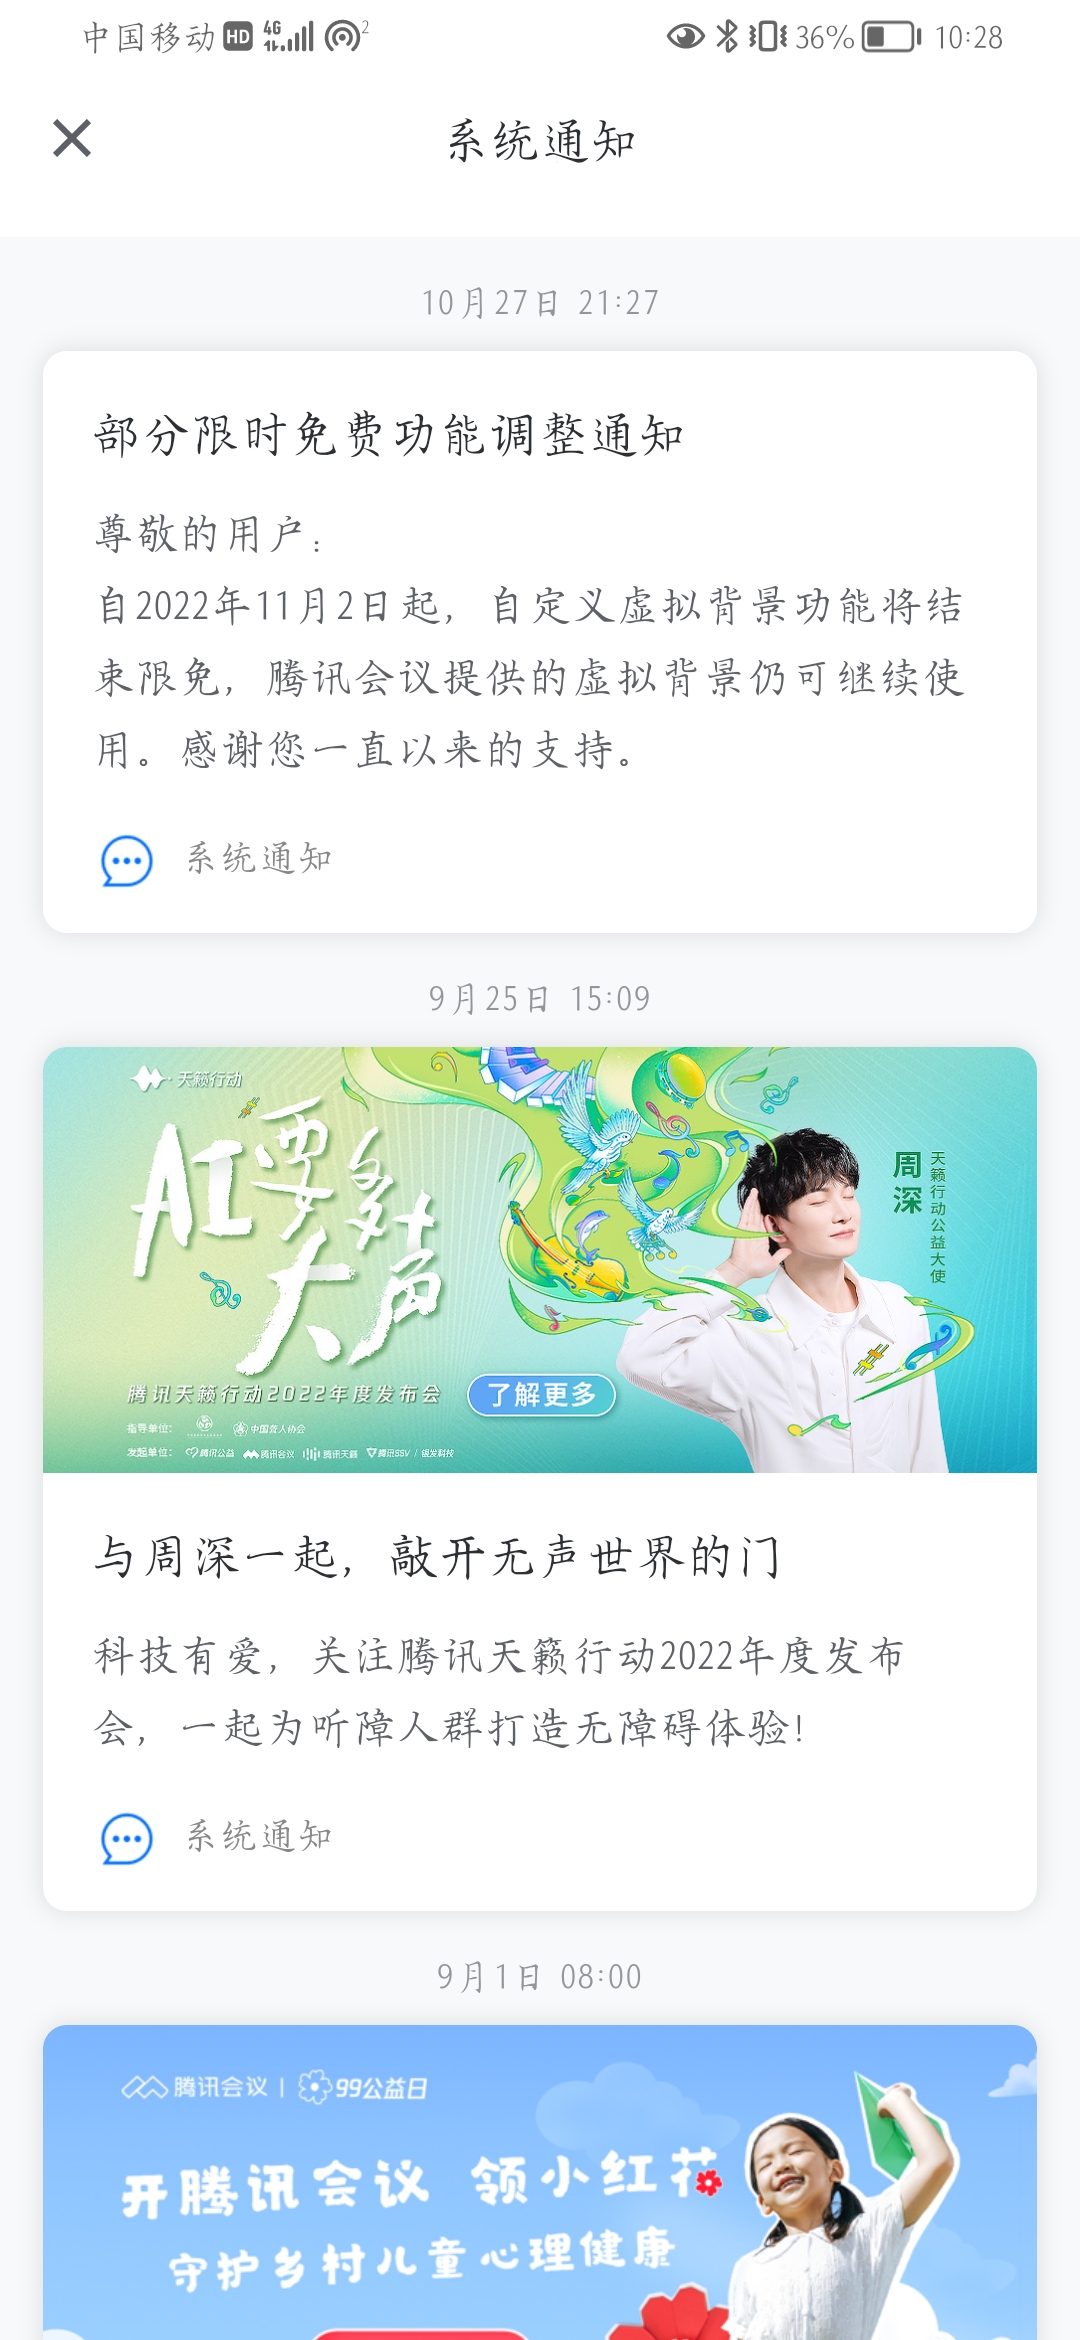 中国移动 HD 4G 2 36% 10:28
系统通知
10月27日 21:27
部分限时免费功能调整通知
尊敬的用户：
自2022年11月2日起，自定义虚拟背景功能将结
束限免，腾讯会议提供的虚拟背景仍可继续使
用。感谢您一直以来的支持。
系统通知
9月25日 15:09
天籁行动
AI要多大声
周深
天籁行动公益大使
腾讯天籁行动2022年度发布会
了解更多
指导单位：
中国聋人协会
发起单位： 腾讯公益 腾讯会议 腾讯天籁 腾讯SSV / 银发科技
与周深一起，敲开无声世界的门
科技有爱，关注腾讯天籁行动2022年度发布
会，一起为听障人群打造无障碍体验！
系统通知
9月1日 08:00
腾讯会议 | 99公益日
开腾讯会议 领小红花
守护乡村儿童心理健康